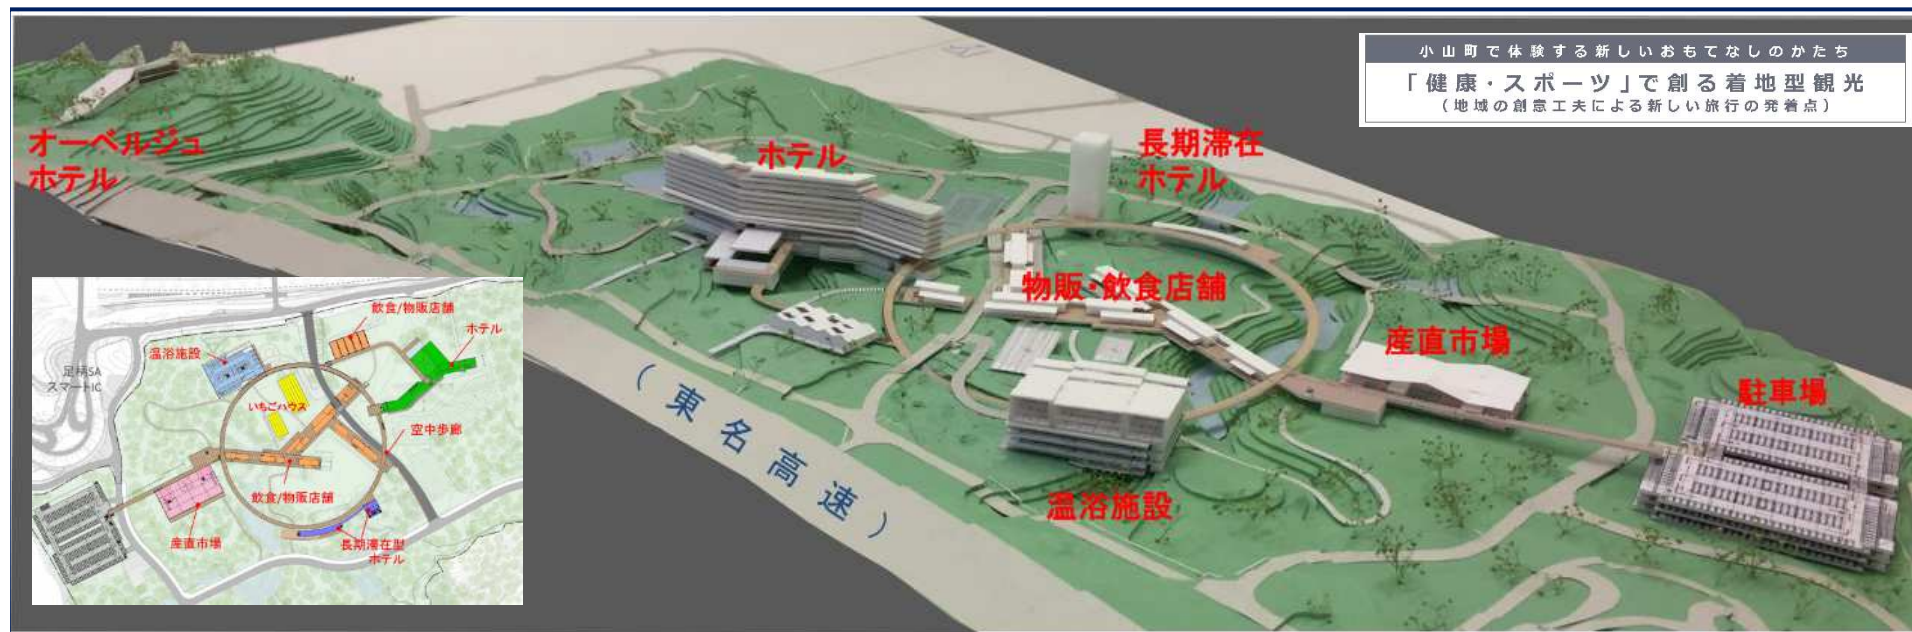 小山町で体験する新しいおもてなしのかたち
「健康・スポーツ」で創る着地型観光
(地域の創意工夫による新しい旅行の発着点)
オーベルジュ
ホテル
ホテル
長期滞在
ホテル
物販・飲食店舗
産直市場
駐車場
温浴施設
(東名高速)
飲食/物販店舗
ホテル
温浴施設
足柄SA
スマートIC
いちごハウス
空中歩廊
飲食/物販店舗
産直市場
長期滞在型
ホテル